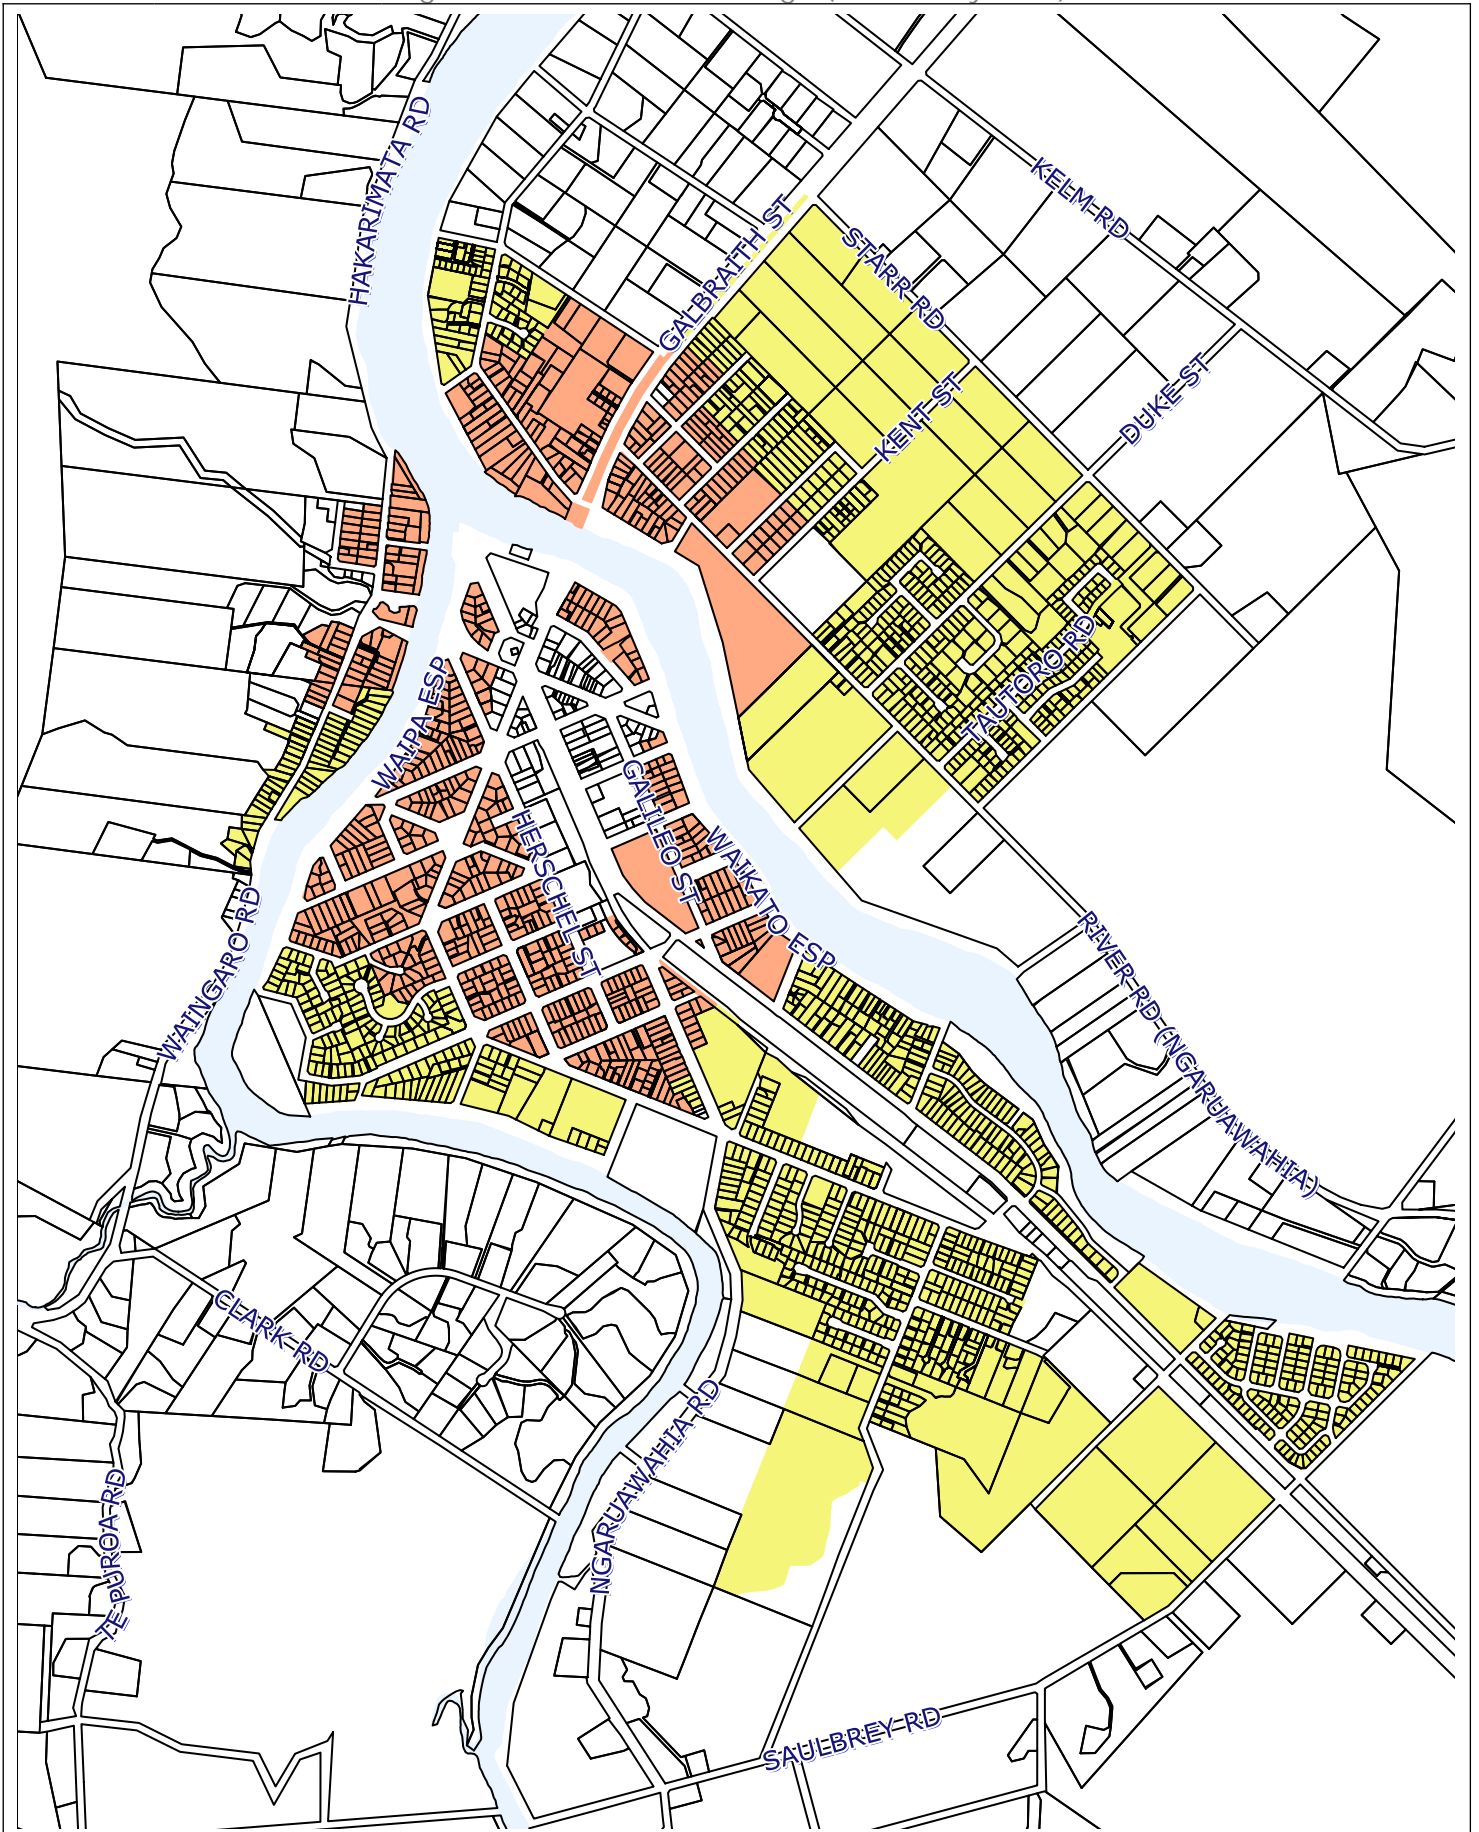 HAKARIMATA RD
KELM RD
GALBRAITH ST
STARR RD
KENT ST
DUKE ST
TAUTORO RD
WAIPA ESP
GALILEO ST
HERSCHEL ST
WAIKATO ESP
WAINGARO RD
RIVER RD (NGARUAWAHIA)
CLARK RD
NGARUAWAHIA RD
TE PUROA RD
SAULBREY RD